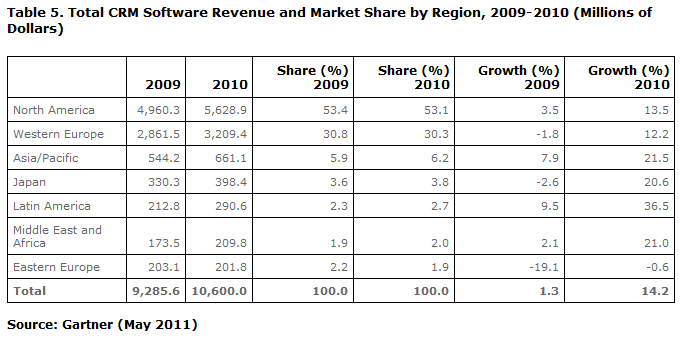 Table 5. Total CRM Software Revenue and Market Share by Region, 2009-2010 (Millions of
Dollars)
2009 2010 Share (%) 2009 Share (%) 2010 Growth (%) 2009 Growth (%) 2010
North America 4,960.3 5,628.9 53.4 53.1 3.5 13.5
Western Europe 2,861.5 3,209.4 30.8 30.3 -1.8 12.2
Asia/Pacific 544.2 661.1 5.9 6.2 7.9 21.5
Japan 330.3 398.4 3.6 3.8 -2.6 20.6
Latin America 212.8 290.6 2.3 2.7 9.5 36.5
Middle East and
Africa 173.5 209.8 1.9 2.0 2.1 21.0
Eastern Europe 203.1 201.8 2.2 1.9 -19.1 -0.6
Total 9,285.6 10,600.0 100.0 100.0 1.3 14.2
Source: Gartner (May 2011)